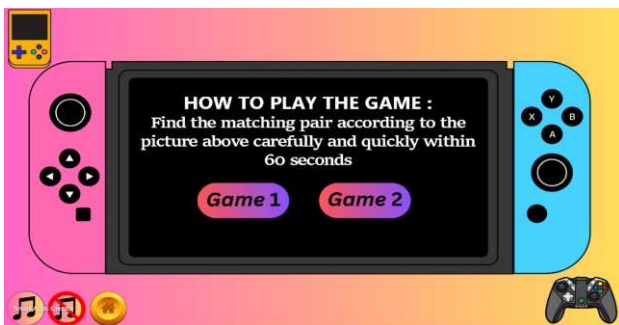 HOW TO PLAY THE GAME :
Find the matching pair according to the
picture above carefully and quickly within
60 seconds
Game 1
Game 2
Y
X
B
A